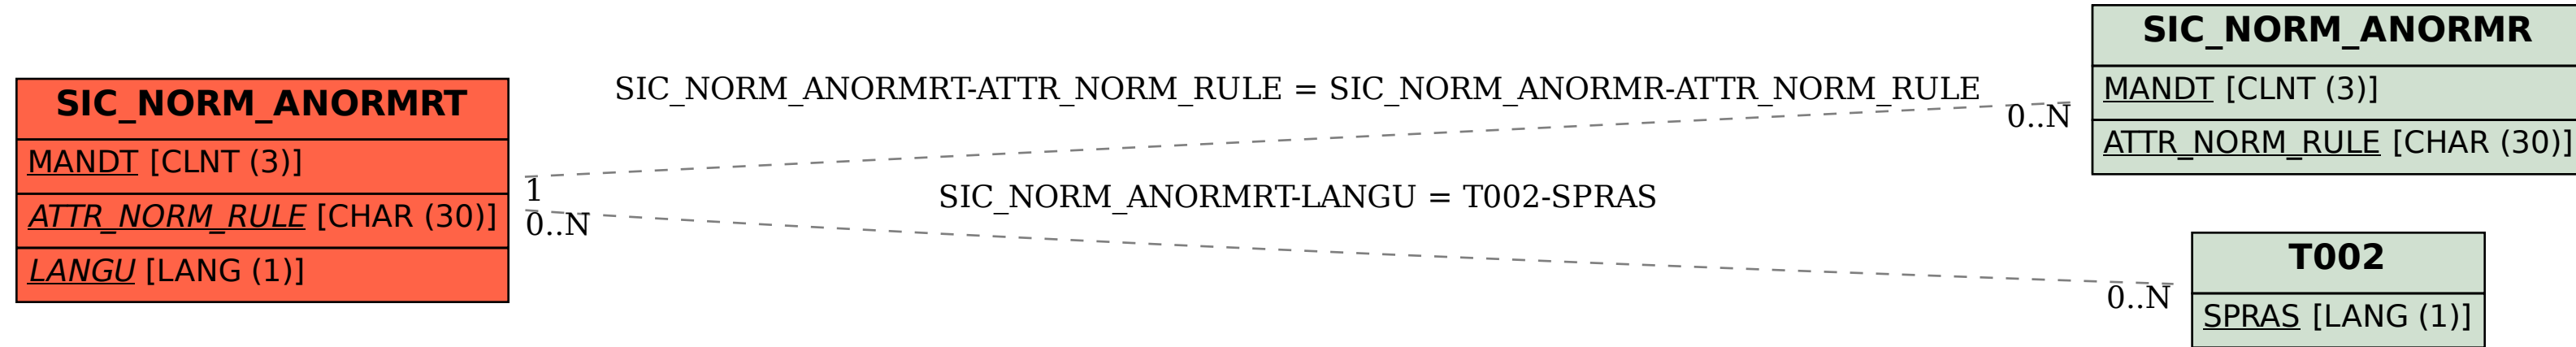 SIC_NORM_ANORMRT
MANDT [CLNT (3)]
ATTR_NORM_RULE [CHAR (30)]
LANGU [LANG (1)]
SIC_NORM_ANORMRT-ATTR_NORM_RULE = SIC_NORM_ANORMR-ATTR_NORM_RULE
1
0..N
SIC_NORM_ANORMRT-LANGU = T002-SPRAS
0..N
0..N
SIC_NORM_ANORMR
MANDT [CLNT (3)]
ATTR_NORM_RULE [CHAR (30)]
T002
SPRAS [LANG (1)]